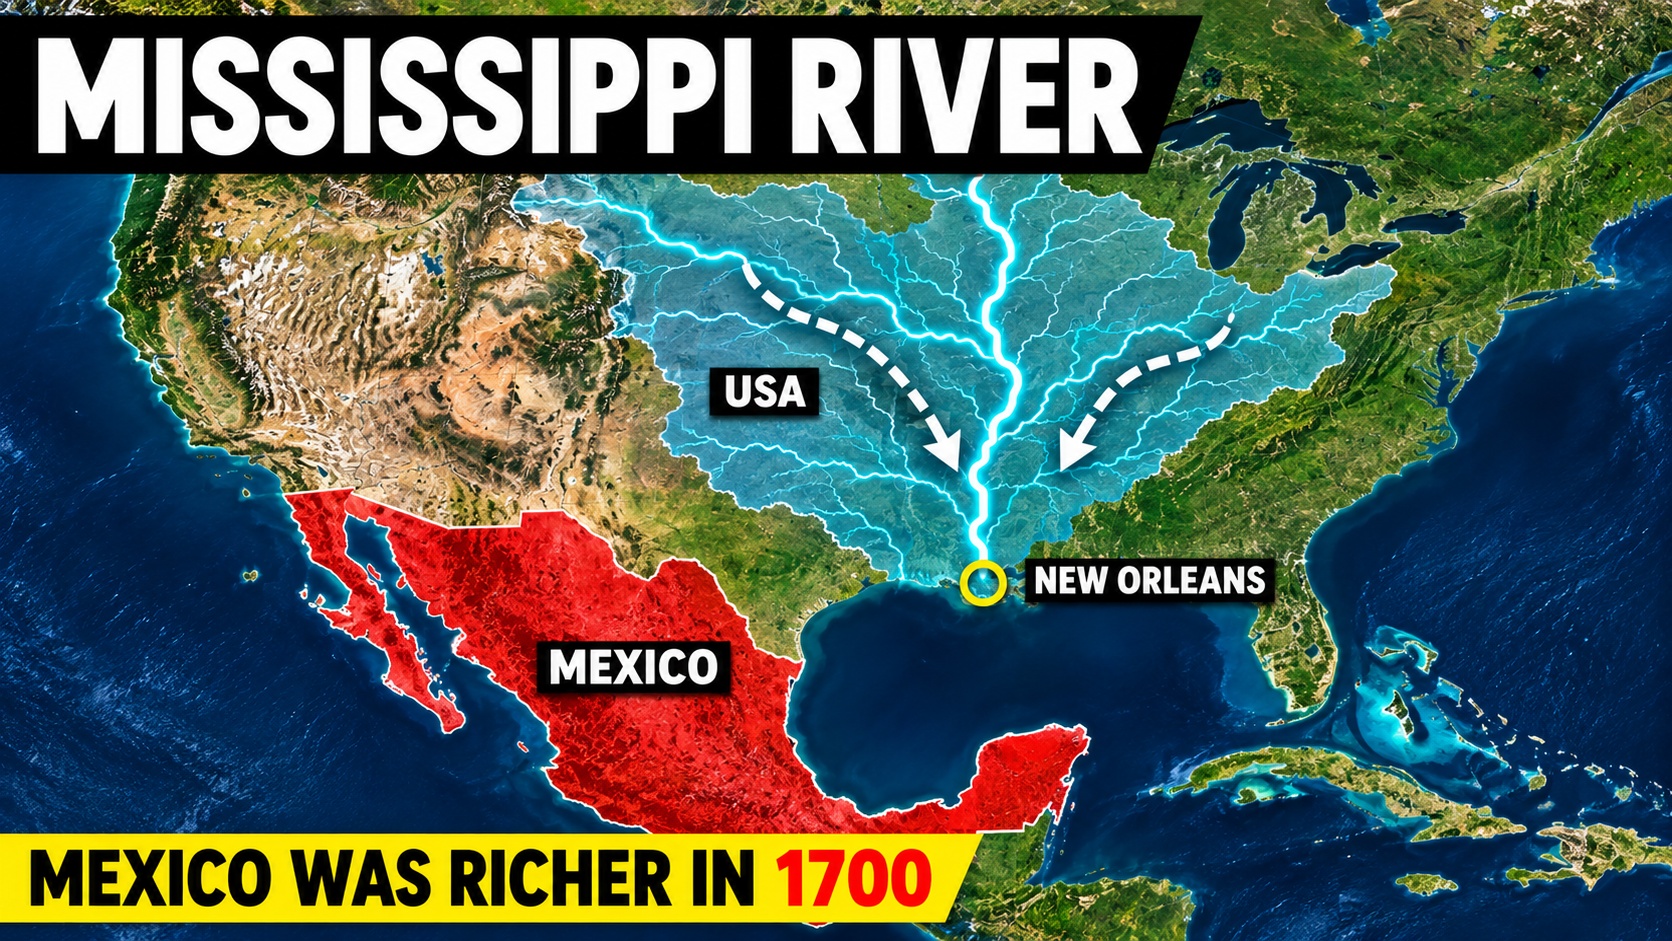 MISSISSIPPI RIVER
USA
NEW ORLEANS
MEXICO
MEXICO WAS RICHER IN 1700